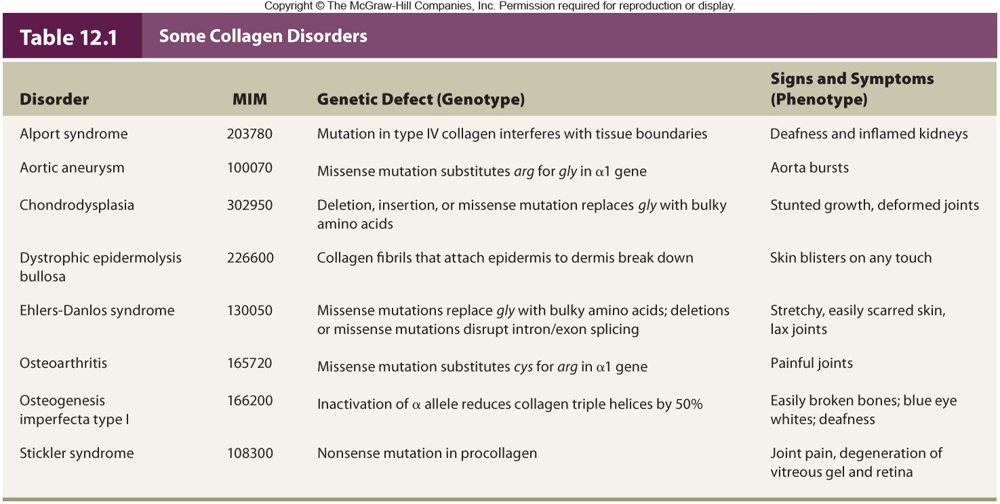 Copyright © The McGraw-Hill Companies, Inc. Permission required for reproduction or display.
Table 12.1 Some Collagen Disorders
Disorder MIM Genetic Defect (Genotype) Signs and Symptoms
(Phenotype)
Alport syndrome 203780 Mutation in type IV collagen interferes with tissue boundaries Deafness and inflamed kidneys
Aortic aneurysm 100070 Missense mutation substitutes arg for gly in α1 gene Aorta bursts
Chondrodysplasia 302950 Deletion, insertion, or missense mutation replaces gly with bulky Stunted growth, deformed joints
amino acids
Dystrophic epidermolysis 226600 Collagen fibrils that attach epidermis to dermis break down Skin blisters on any touch
bullosa
Ehlers-Danlos syndrome 130050 Missense mutations replace gly with bulky amino acids; deletions Stretchy, easily scarred skin,
or missense mutations disrupt intron/exon splicing lax joints
Osteoarthritis 165720 Missense mutation substitutes cys for arg in α1 gene Painful joints
Osteogenesis 166200 Inactivation of α allele reduces collagen triple helices by 50% Easily broken bones; blue eye
imperfecta type I whites; deafness
Stickler syndrome 108300 Nonsense mutation in procollagen Joint pain, degeneration of
vitreous gel and retina